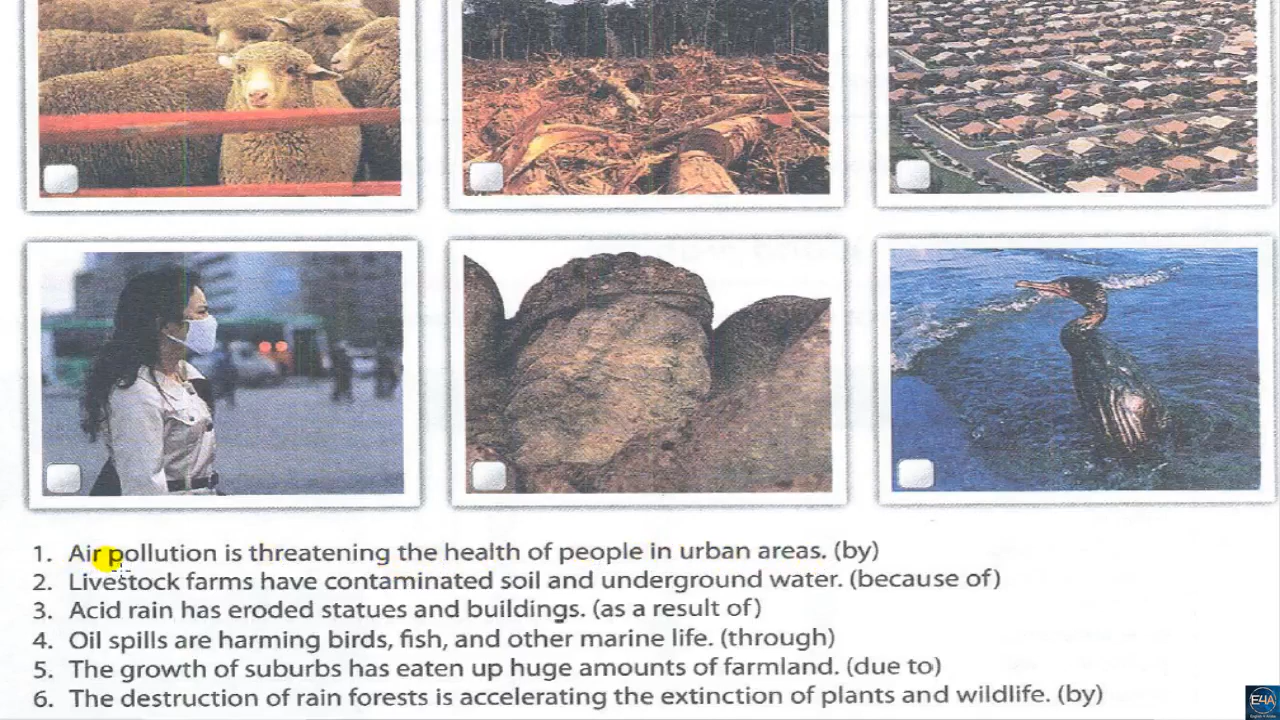 1. Air pollution is threatening the health of people in urban areas. (by)
2. Livestock farms have contaminated soil and underground water. (because of)
3. Acid rain has eroded statues and buildings. (as a result of)
4. Oil spills are harming birds, fish, and other marine life. (through)
5. The growth of suburbs has eaten up huge amounts of farmland. (due to)
6. The destruction of rain forests is accelerating the extinction of plants and wildlife. (by)
E4A